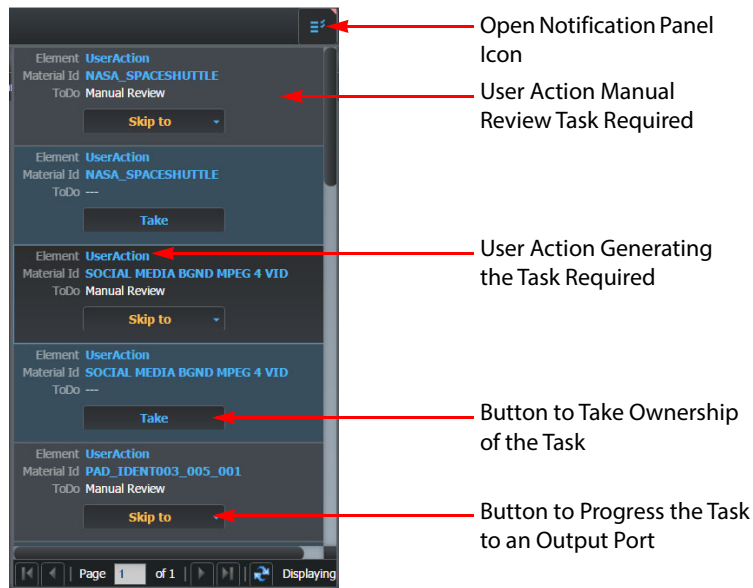 Open Notification Panel
Icon
Element UserAction
Material Id NASA_SPACESHUTTLE
ToDo Manual Review
Skip to
User Action Manual
Review Task Required
Element UserAction
Material Id NASA_SPACESHUTTLE
ToDo ---
Take
Element UserAction
Material Id SOCIAL MEDIA BGND MPEG 4 VID
ToDo Manual Review
Skip to
User Action Generating
the Task Required
Element UserAction
Material Id SOCIAL MEDIA BGND MPEG 4 VID
ToDo ---
Take
Button to Take Ownership
of the Task
Element UserAction
Material Id PAD_IDENT003_005_001
ToDo Manual Review
Skip to
Button to Progress the Task
to an Output Port
Page 1 of 1 Displaying